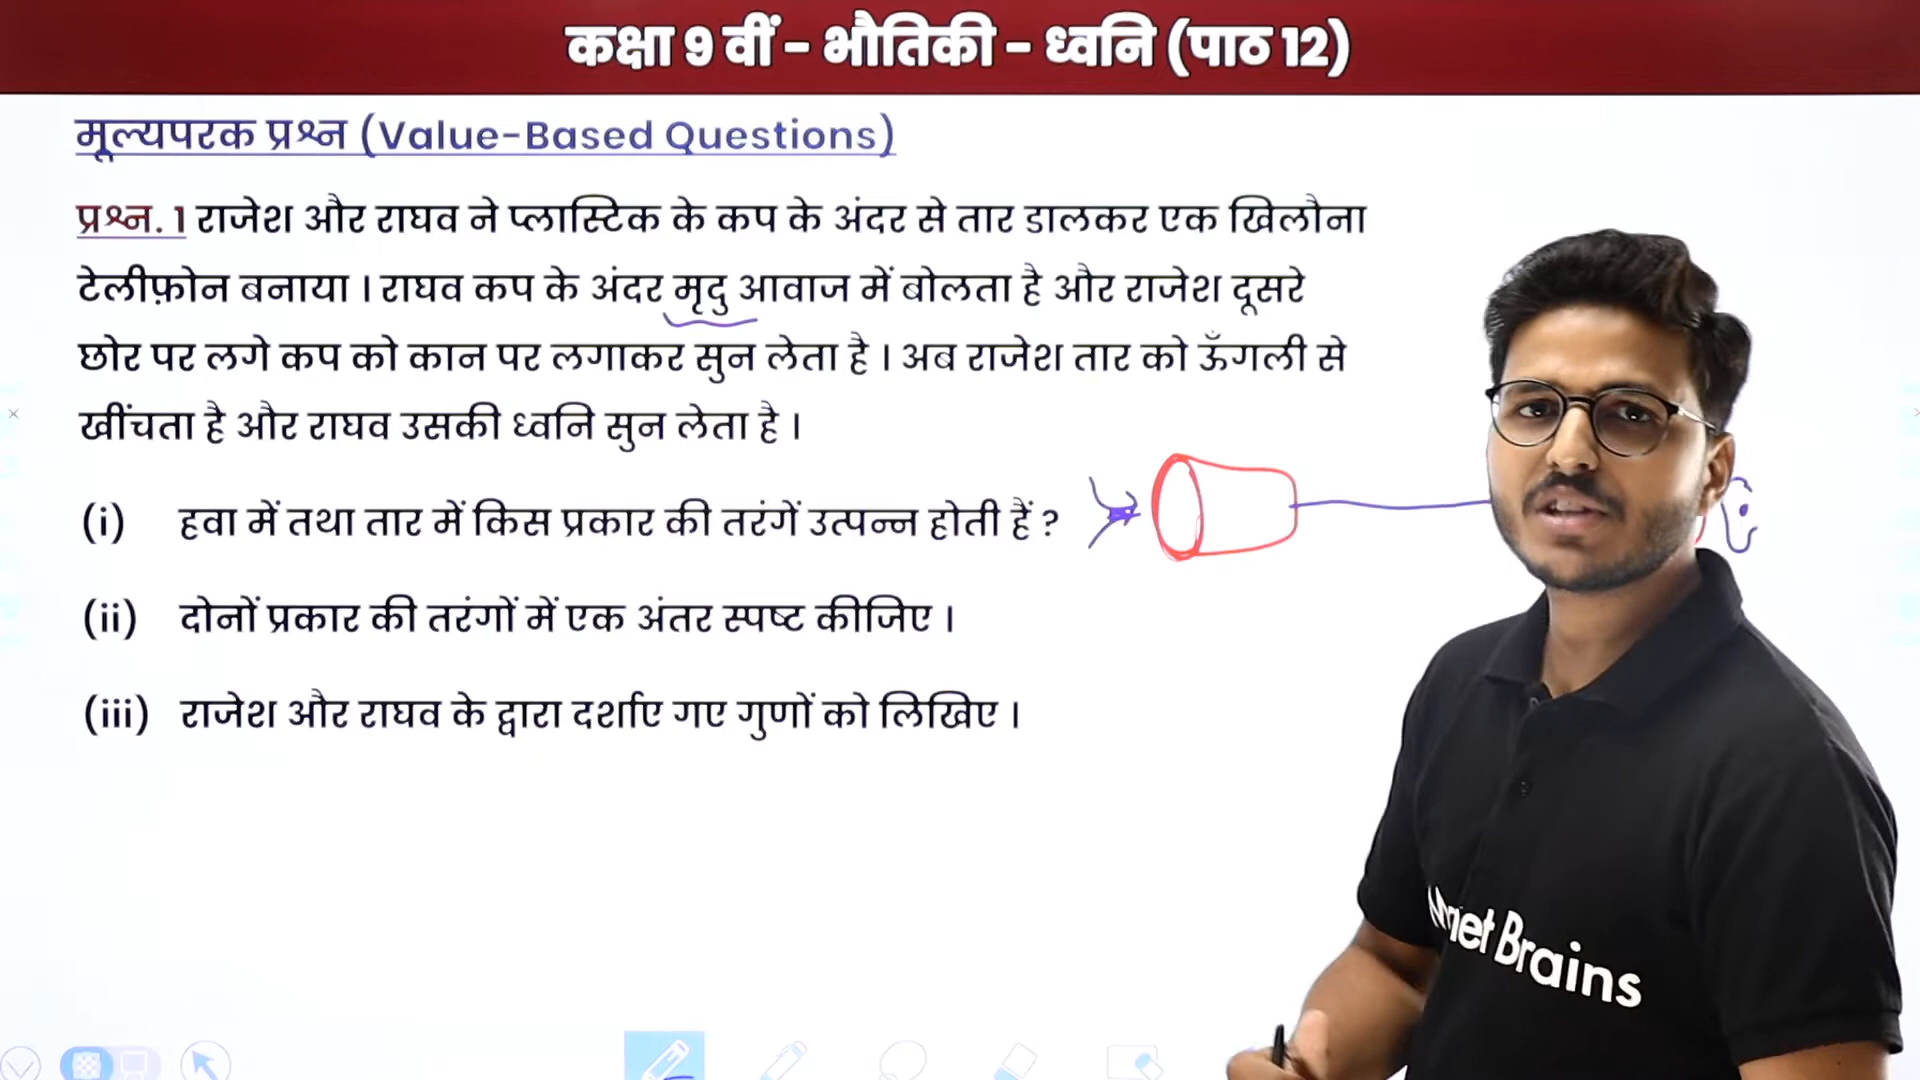 कक्षा 9 वीं - भौतिकी - ध्वनि (पाठ 12)
मूल्यपरक प्रश्न (Value-Based Questions)
प्रश्न. 1 राजेश और राघव ने प्लास्टिक के कप के अंदर से तार डालकर एक खिलौना
टेलीफ़ोन बनाया । राघव कप के अंदर मृदु आवाज में बोलता है और राजेश दूसरे
छोर पर लगे कप को कान पर लगाकर सुन लेता है । अब राजेश तार को ऊँगली से
खींचता है और राघव उसकी ध्वनि सुन लेता है ।
(i) हवा में तथा तार में किस प्रकार की तरंगें उत्पन्न होती हैं ?
(ii) दोनों प्रकार की तरंगों में एक अंतर स्पष्ट कीजिए ।
(iii) राजेश और राघव के द्वारा दर्शाए गए गुणों को लिखिए ।
Brains